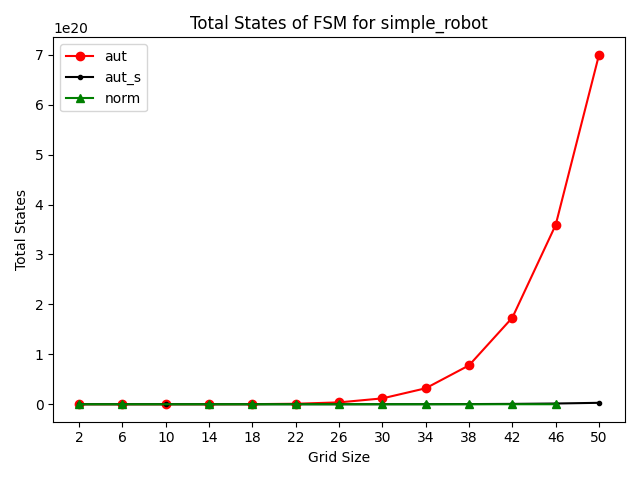 Total States of FSM for simple_robot
1e20
7
6
5
4
3
2
1
0
Total States
aut
aut_s
norm
2 6 10 14 18 22 26 30 34 38 42 46 50
Grid Size